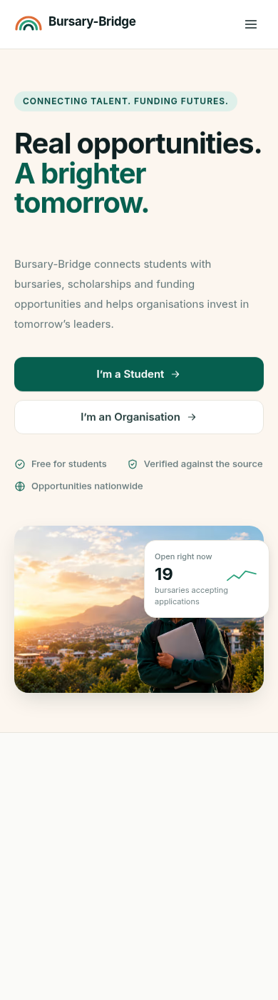 Bursary-Bridge
CONNECTING TALENT. FUNDING FUTURES.
Real opportunities.
A brighter
tomorrow.
Bursary-Bridge connects students with
bursaries, scholarships and funding
opportunities and helps organisations invest in
tomorrow’s leaders.
I’m a Student →
I’m an Organisation →
Free for students
Verified against the source
Opportunities nationwide
Open right now
19
bursaries accepting
applications